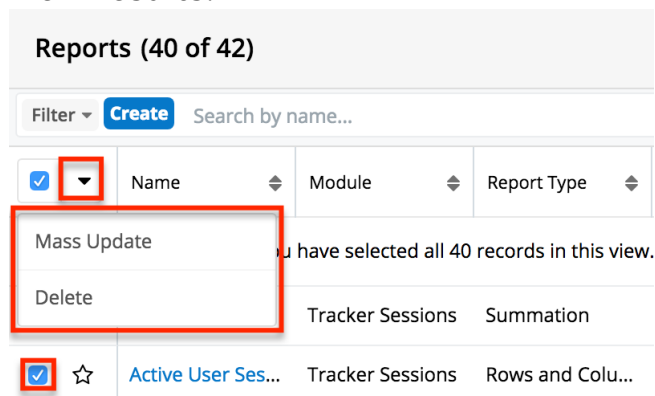 Reports (40 of 42)
Filter Create Search by name...
Name Module Report Type
Mass Update
have selected all 40 records in this view.
Delete
Tracker Sessions Summation
Active User Ses... Tracker Sessions Rows and Colu...